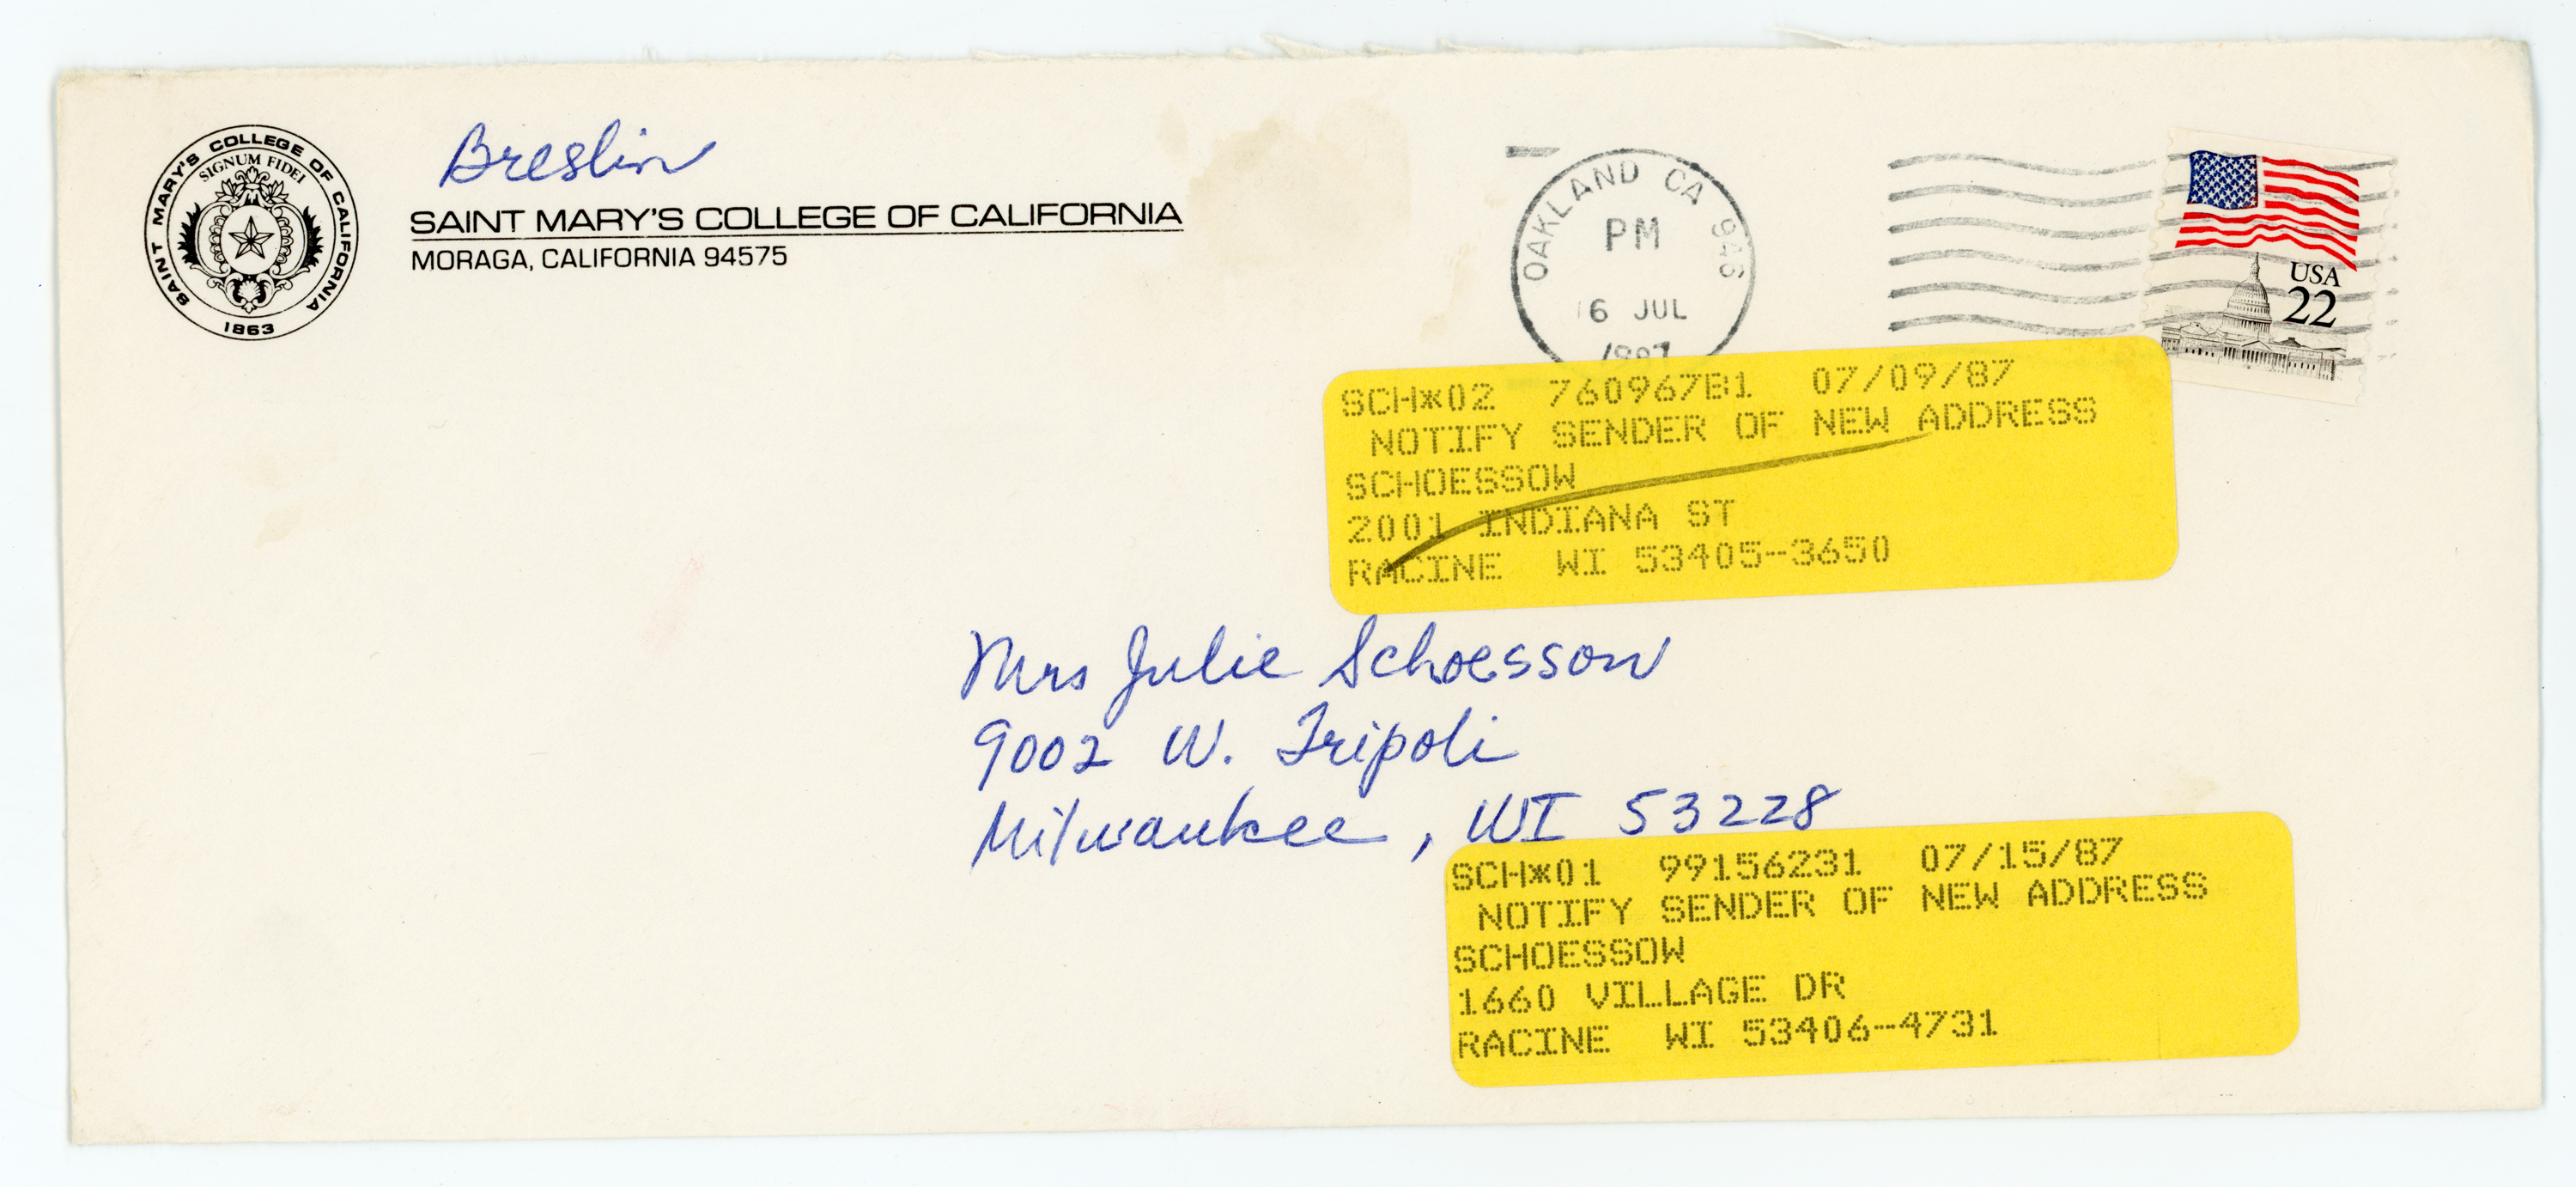 SAINT MARY'S COLLEGE OF CALIFORNIA
SIGNUM FIDEI
1863
Breslin
SAINT MARY'S COLLEGE OF CALIFORNIA
MORAGA, CALIFORNIA 94575
OAKLAND CA 946
PM
6 JUL
1987
USA
22
SCH*02 760967B1 07/09/87
NOTIFY SENDER OF NEW ADDRESS
SCHOESSOW
2001 INDIANA ST
RACINE WI 53405-3650
Mrs Julie Schoessow
9002 W. Tripoli
Milwaukee, WI 53228
SCH*01 99156231 07/15/87
NOTIFY SENDER OF NEW ADDRESS
SCHOESSOW
1660 VILLAGE DR
RACINE WI 53406-4731